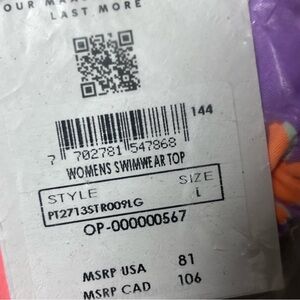 OUR MA
LAST MORE
144
7 702781 547868
WOMENS SWIMWEAR TOP
STYLE SIZE
PT2713STR009LG L
OP-000000567
MSRP USA 81
MSRP CAD 106